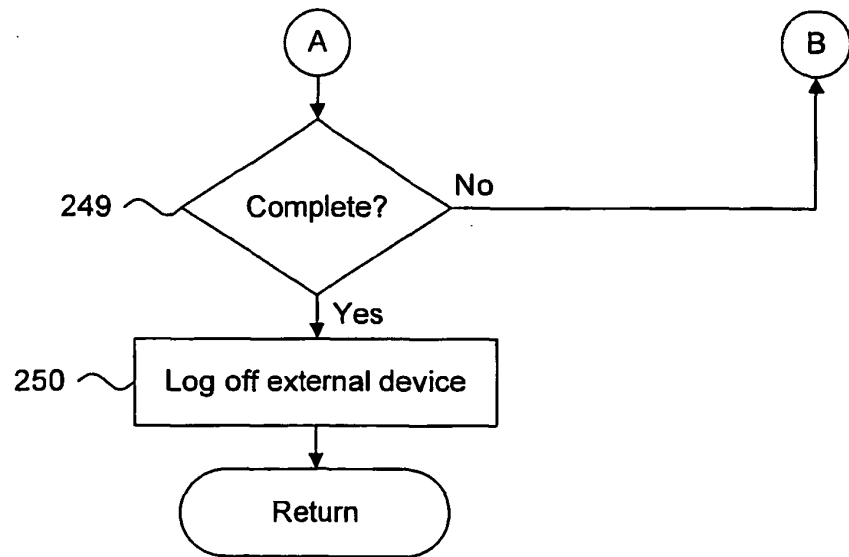 A
B
249
Complete?
No
Yes
250
Log off external device
Return